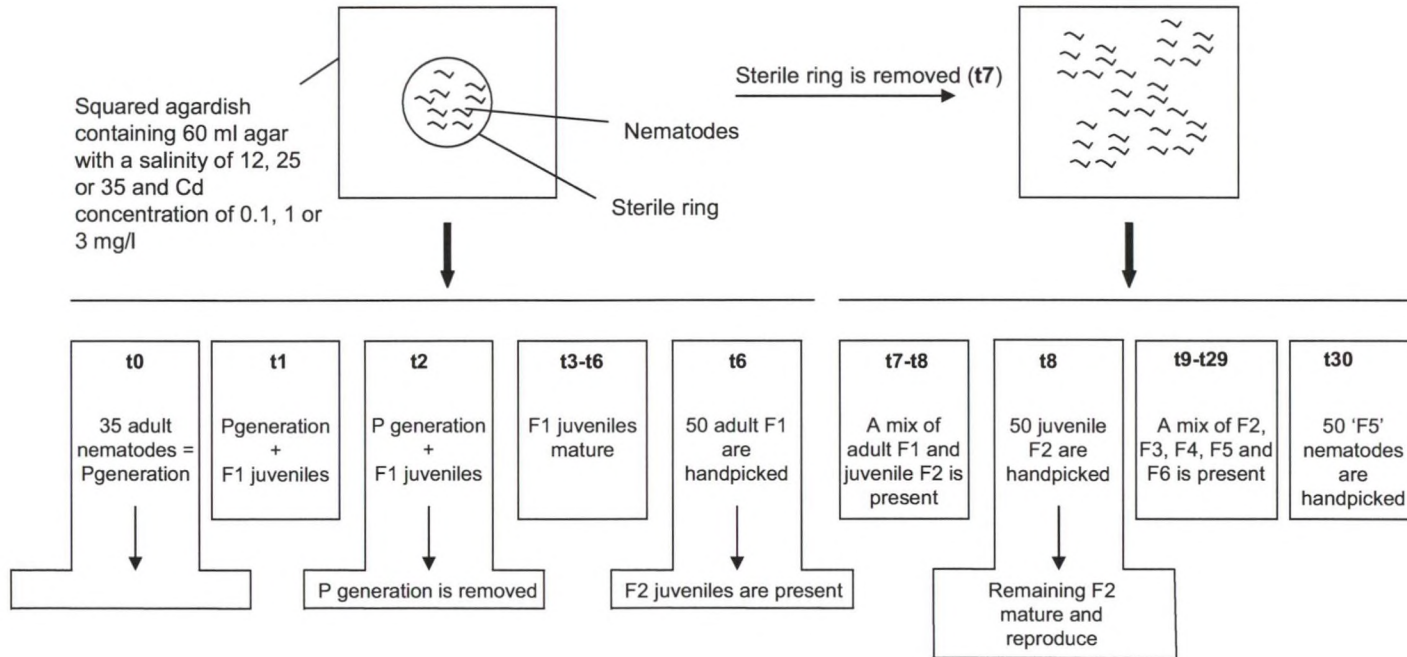 Squared agardish
containing 60 ml agar
with a salinity of 12, 25
or 35 and Cd
concentration of 0.1, 1 or
3 mg/l
Nematodes
Sterile ring
Sterile ring is removed (t7)
t0
35 adult
nematodes =
Pgeneration
t1
Pgeneration
+
F1 juveniles
t2
P generation
+
F1 juveniles
P generation is removed
t3-t6
F1 juveniles
mature
t6
50 adult F1
are
handpicked
F2 juveniles are present
t7-t8
A mix of
adult F1 and
juvenile F2 is
present
t8
50 juvenile
F2 are
handpicked
Remaining F2
mature and
reproduce
t9-t29
A mix of F2,
F3, F4, F5 and
F6 is present
t30
50 'F5'
nematodes
are
handpicked